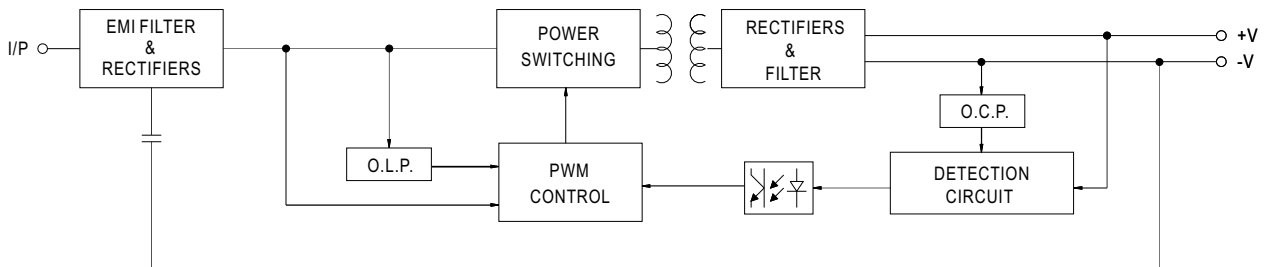 I/P
EMI FILTER
&
RECTIFIERS
POWER
SWITCHING
RECTIFIERS
&
FILTER
+V
-V
O.C.P.
O.L.P.
PWM
CONTROL
DETECTION
CIRCUIT